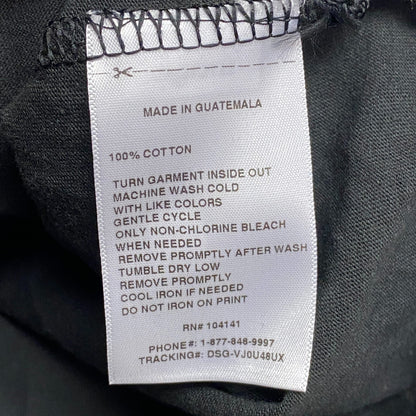 MADE IN GUATEMALA
100% COTTON
TURN GARMENT INSIDE OUT
MACHINE WASH COLD
WITH LIKE COLORS
GENTLE CYCLE
ONLY NON-CHLORINE BLEACH
WHEN NEEDED
REMOVE PROMPTLY AFTER WASH
TUMBLE DRY LOW
REMOVE PROMPTLY
COOL IRON IF NEEDED
DO NOT IRON ON PRINT
RN# 104141
PHONE#: 1-877-848-9997
TRACKING#: DSG-VJ0U48UX